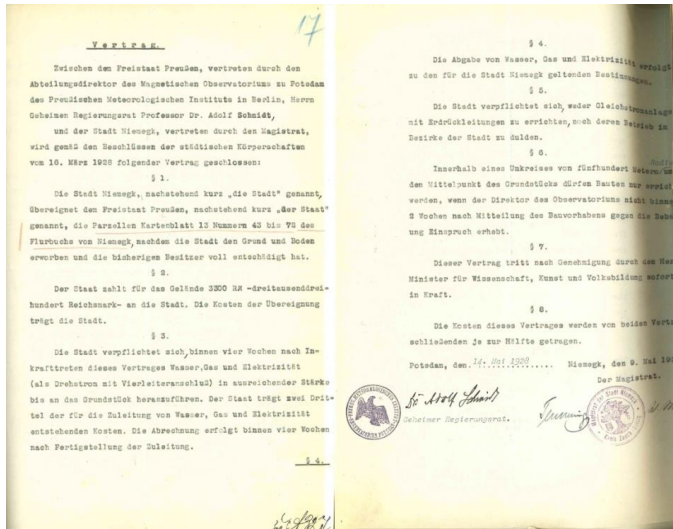 17
Vertrag.
Zwischen dem Freistaat Preußen, vertreten durch den
Abteilungsdirektor des Magnetischen Observatoriums zu Potsdam
des Preußischen Meteorologischen Instituts in Berlin, Herrn
Geheimen Regierungsrat Professor Dr. Adolf Schmidt,
und der Stadt Niemegk, vertreten durch den Magistrat,
wird gemäß den Beschlüssen der städtischen Körperschaften
vom 16. März 1928 folgender Vertrag geschlossen:
§ 1.
Die Stadt Niemegk, nachstehend kurz „die Stadt" genannt,
übereignet dem Freistaat Preußen, nachstehend kurz „der Staat"
genannt, die Parzellen Kartenblatt 13 Nummern 43 bis 72 des
Flurbuchs von Niemegk, nachdem die Stadt den Grund und Boden
erworben und die bisherigen Besitzer voll entschädigt hat.
§ 2.
Der Staat zahlt für das Gelände 3300 RM -dreitausenddrei-
hundert Reichsmark- an die Stadt. Die Kosten der Übereignung
trägt die Stadt.
§ 3.
Die Stadt verpflichtet sich, binnen vier Wochen nach In-
krafttreten dieses Vertrages Wasser, Gas und Elektrizität
(als Drehstrom mit Vierleiteranschluß) in ausreichender Stärke
bis an das Grundstück heranzuführen. Der Staat trägt zwei Drit-
tel der für die Zuleitung von Wasser, Gas und Elektrizität
entstehenden Kosten. Die Abrechnung erfolgt binnen vier Wochen
nach Fertigstellung der Zuleitung.
§ 4.
§ 4.
Die Abgabe von Wasser, Gas und Elektrizität erfolgt
zu den für die Stadt Niemegk geltenden Bestimmungen.
§ 5.
Die Stadt verpflichtet sich, weder Gleichstromanlage
mit Erdrückleitungen zu errichten, noch deren Betrieb im
Bezirke der Stadt zu dulden.
§ 6.
Innerhalb eines Umkreises von fünfhundert Metern um
den Mittelpunkt des Grundstücks dürfen Bauten nur errich
werden, wenn der Director des Observatoriums nicht binnen
2 Wochen nach Mitteilung des Bauvorhabens gegen die
ung Einspruch erhebt.
§ 7.
Dieser Vertrag tritt nach Genehmigung durch den
Minister für Wissenschaft, Kunst und Volksbildung sofort
in Kraft.
§ 8.
Die Kosten dieses Vertrages werden von beiden Vert
schließenden je zur Hälfte getragen.
Potsdam, den 14. Mai 1928 Niemegk, den 9. Mai 19
Der Magistrat.
Dr. Adolf Schmidt
Geheimer Regierungsrat.